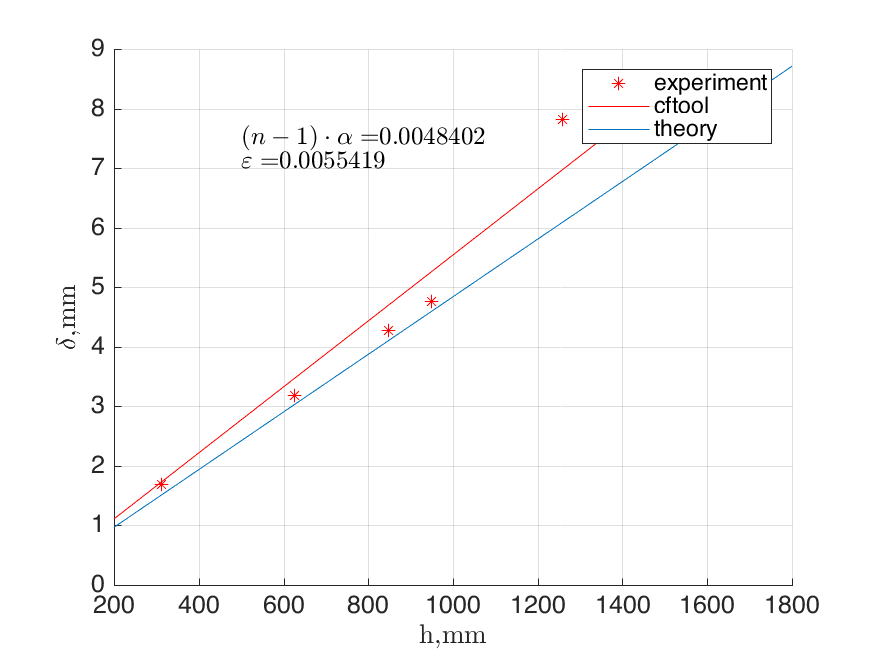 9
8
7
6
5
4
3
2
1
0
(n − 1) · α =0.0048402
ε =0.0055419
experiment
cftool
theory
δ,mm
200 400 600 800 1000 1200 1400 1600 1800
h,mm